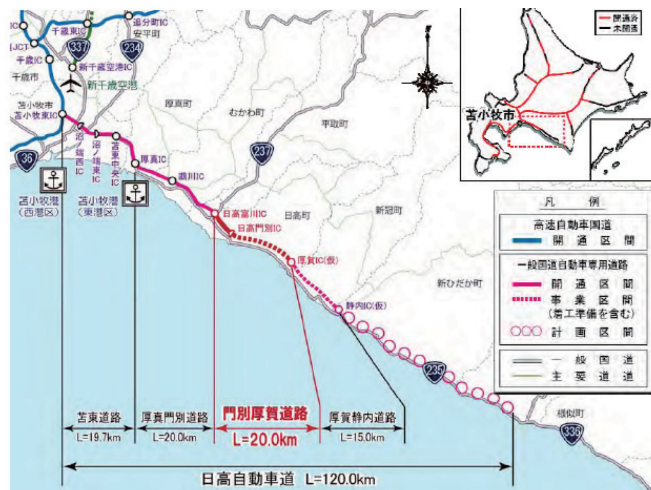 千歳東IC
追分町IC
安平町
337
234
JCT
千歳IC
新千歳空港IC
千歳市
新千歳空港
苫小牧市
苫小牧東IC
沼ノ端西IC
沼ノ端東IC
苫東中央IC
厚真IC
鵡川IC
厚真町
むかわ町
平取町
237
36
苫小牧港
(西港区)
苫小牧港
(東港区)
日高富川IC
日高門別IC
日高町
新冠町
厚賀IC(仮)
新ひだか町
静内IC(仮)
235
様似町
336
苫小牧市
開通済
未開通
凡例
高速自動車国道
開通区間
一般国道自動車専用道路
開通区間
事業区間
(着工準備を含む)
計画区間
一般国道
主要道道
苫東道路
L=19.7km
厚真門別道路
L=20.0km
門別厚賀道路
L=20.0km
厚賀静内道路
L=15.0km
日高自動車道 L=120.0km